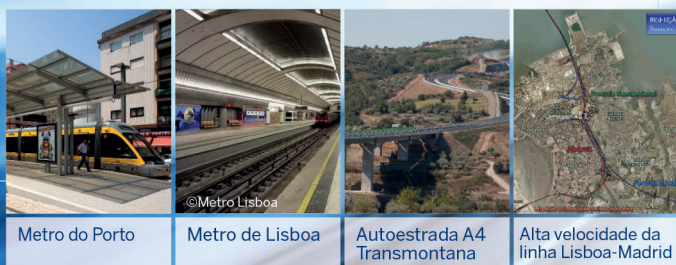 ©Metro Lisboa
Metro do Porto
Metro de Lisboa
Autoestrada A4
Transmontana
Alta velocidade da
linha Lisboa-Madrid